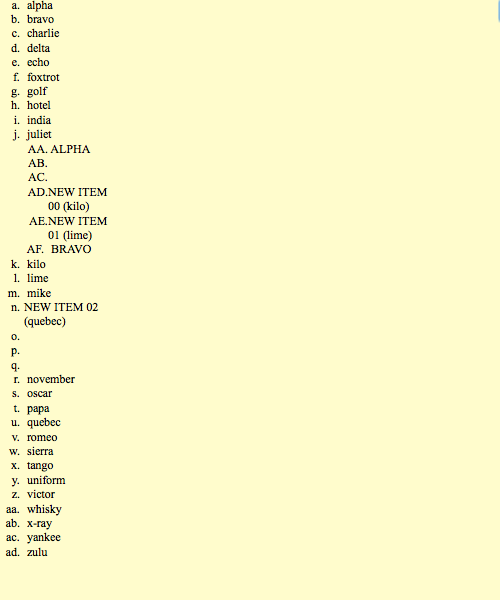 a. alpha
b. bravo
c. charlie
d. delta
e. echo
f. foxtrot
g. golf
h. hotel
i. india
j. juliet
AA. ALPHA
AB.
AC.
AD.NEW ITEM
00 (kilo)
AE.NEW ITEM
01 (lime)
AF. BRAVO
k. kilo
l. lime
m. mike
n. NEW ITEM 02
(quebec)
o.
p.
q.
r. november
s. oscar
t. papa
u. quebec
v. romeo
w. sierra
x. tango
y. uniform
z. victor
aa. whisky
ab. x-ray
ac. yankee
ad. zulu